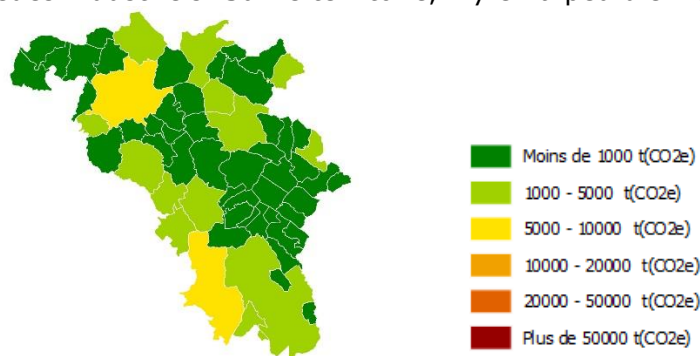 Moins de 1000 t(CO2e)
1000 - 5000 t(CO2e)
5000 - 10000 t(CO2e)
10000 - 20000 t(CO2e)
20000 - 50000 t(CO2e)
Plus de 50000 t(CO2e)